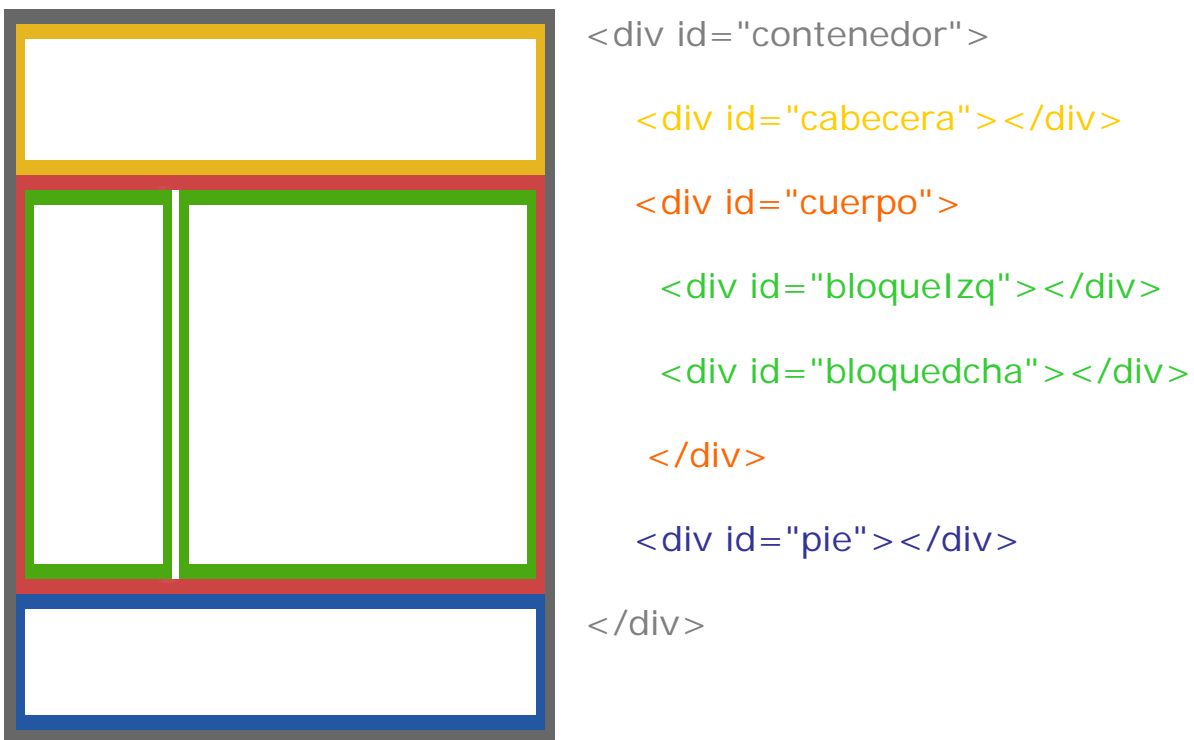 <div id="contenedor">
<div id="cabecera"></div>
<div id="cuerpo">
<div id="bloqueIzq"></div>
<div id="bloquedcha"></div>
</div>
<div id="pie"></div>
</div>